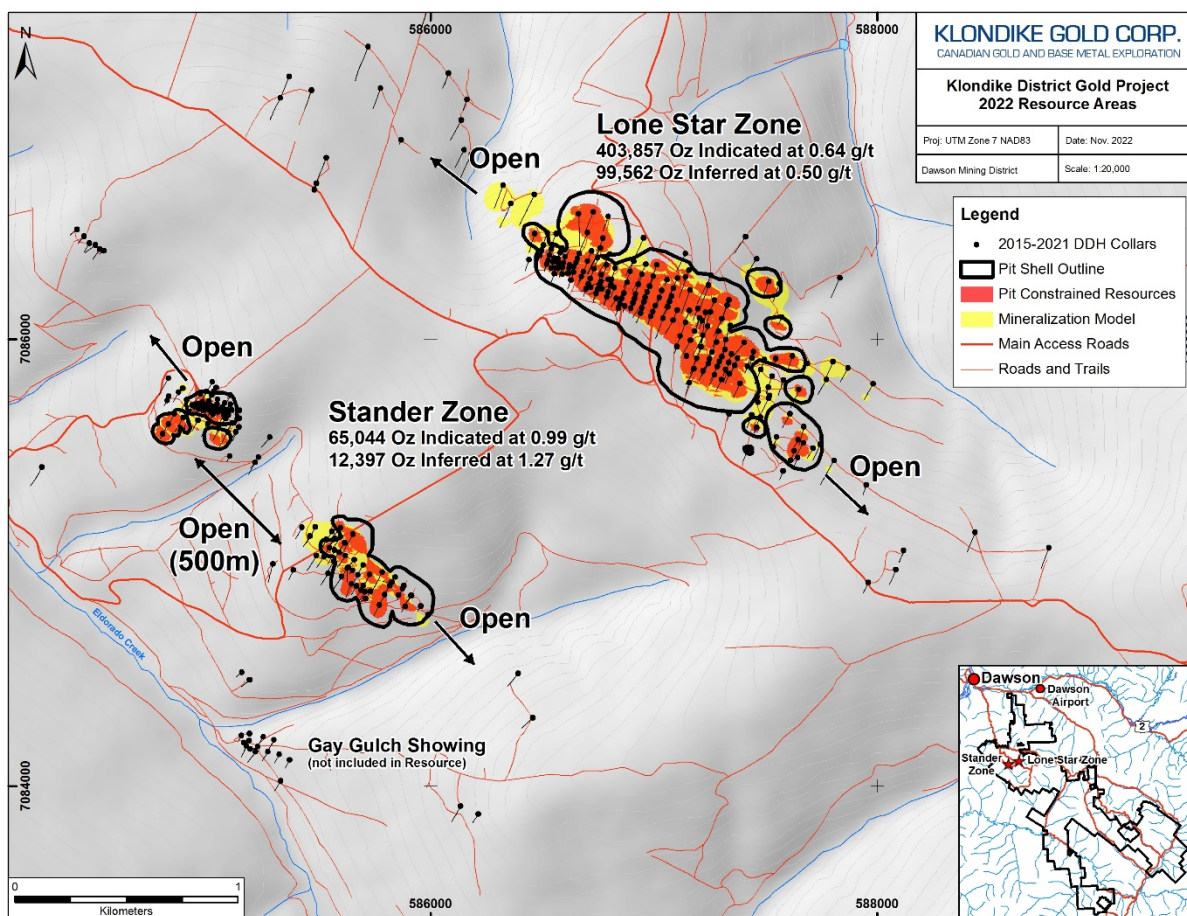 586000
588000
N
KLONDIKE GOLD CORP.
CANADIAN GOLD AND BASE METAL EXPLORATION
Klondike District Gold Project
2022 Resource Areas
Proj: UTM Zone 7 NAD83
Date: Nov. 2022
Dawson Mining District
Scale: 1:20,000
Lone Star Zone
403,857 Oz Indicated at 0.64 g/t
99,562 Oz Inferred at 0.50 g/t
Open
Legend
2015-2021 DDH Collars
Pit Shell Outline
Pit Constrained Resources
Mineralization Model
Main Access Roads
Roads and Trails
7086000
Open
Stander Zone
65,044 Oz Indicated at 0.99 g/t
12,397 Oz Inferred at 1.27 g/t
Open
Open
(500m)
Open
Eldorado Creek
Gay Gulch Showing
(not included in Resource)
7084000
Dawson
Dawson
Airport
2
Stander
Zone
Lone Star Zone
0
1
Kilometers
586000
588000